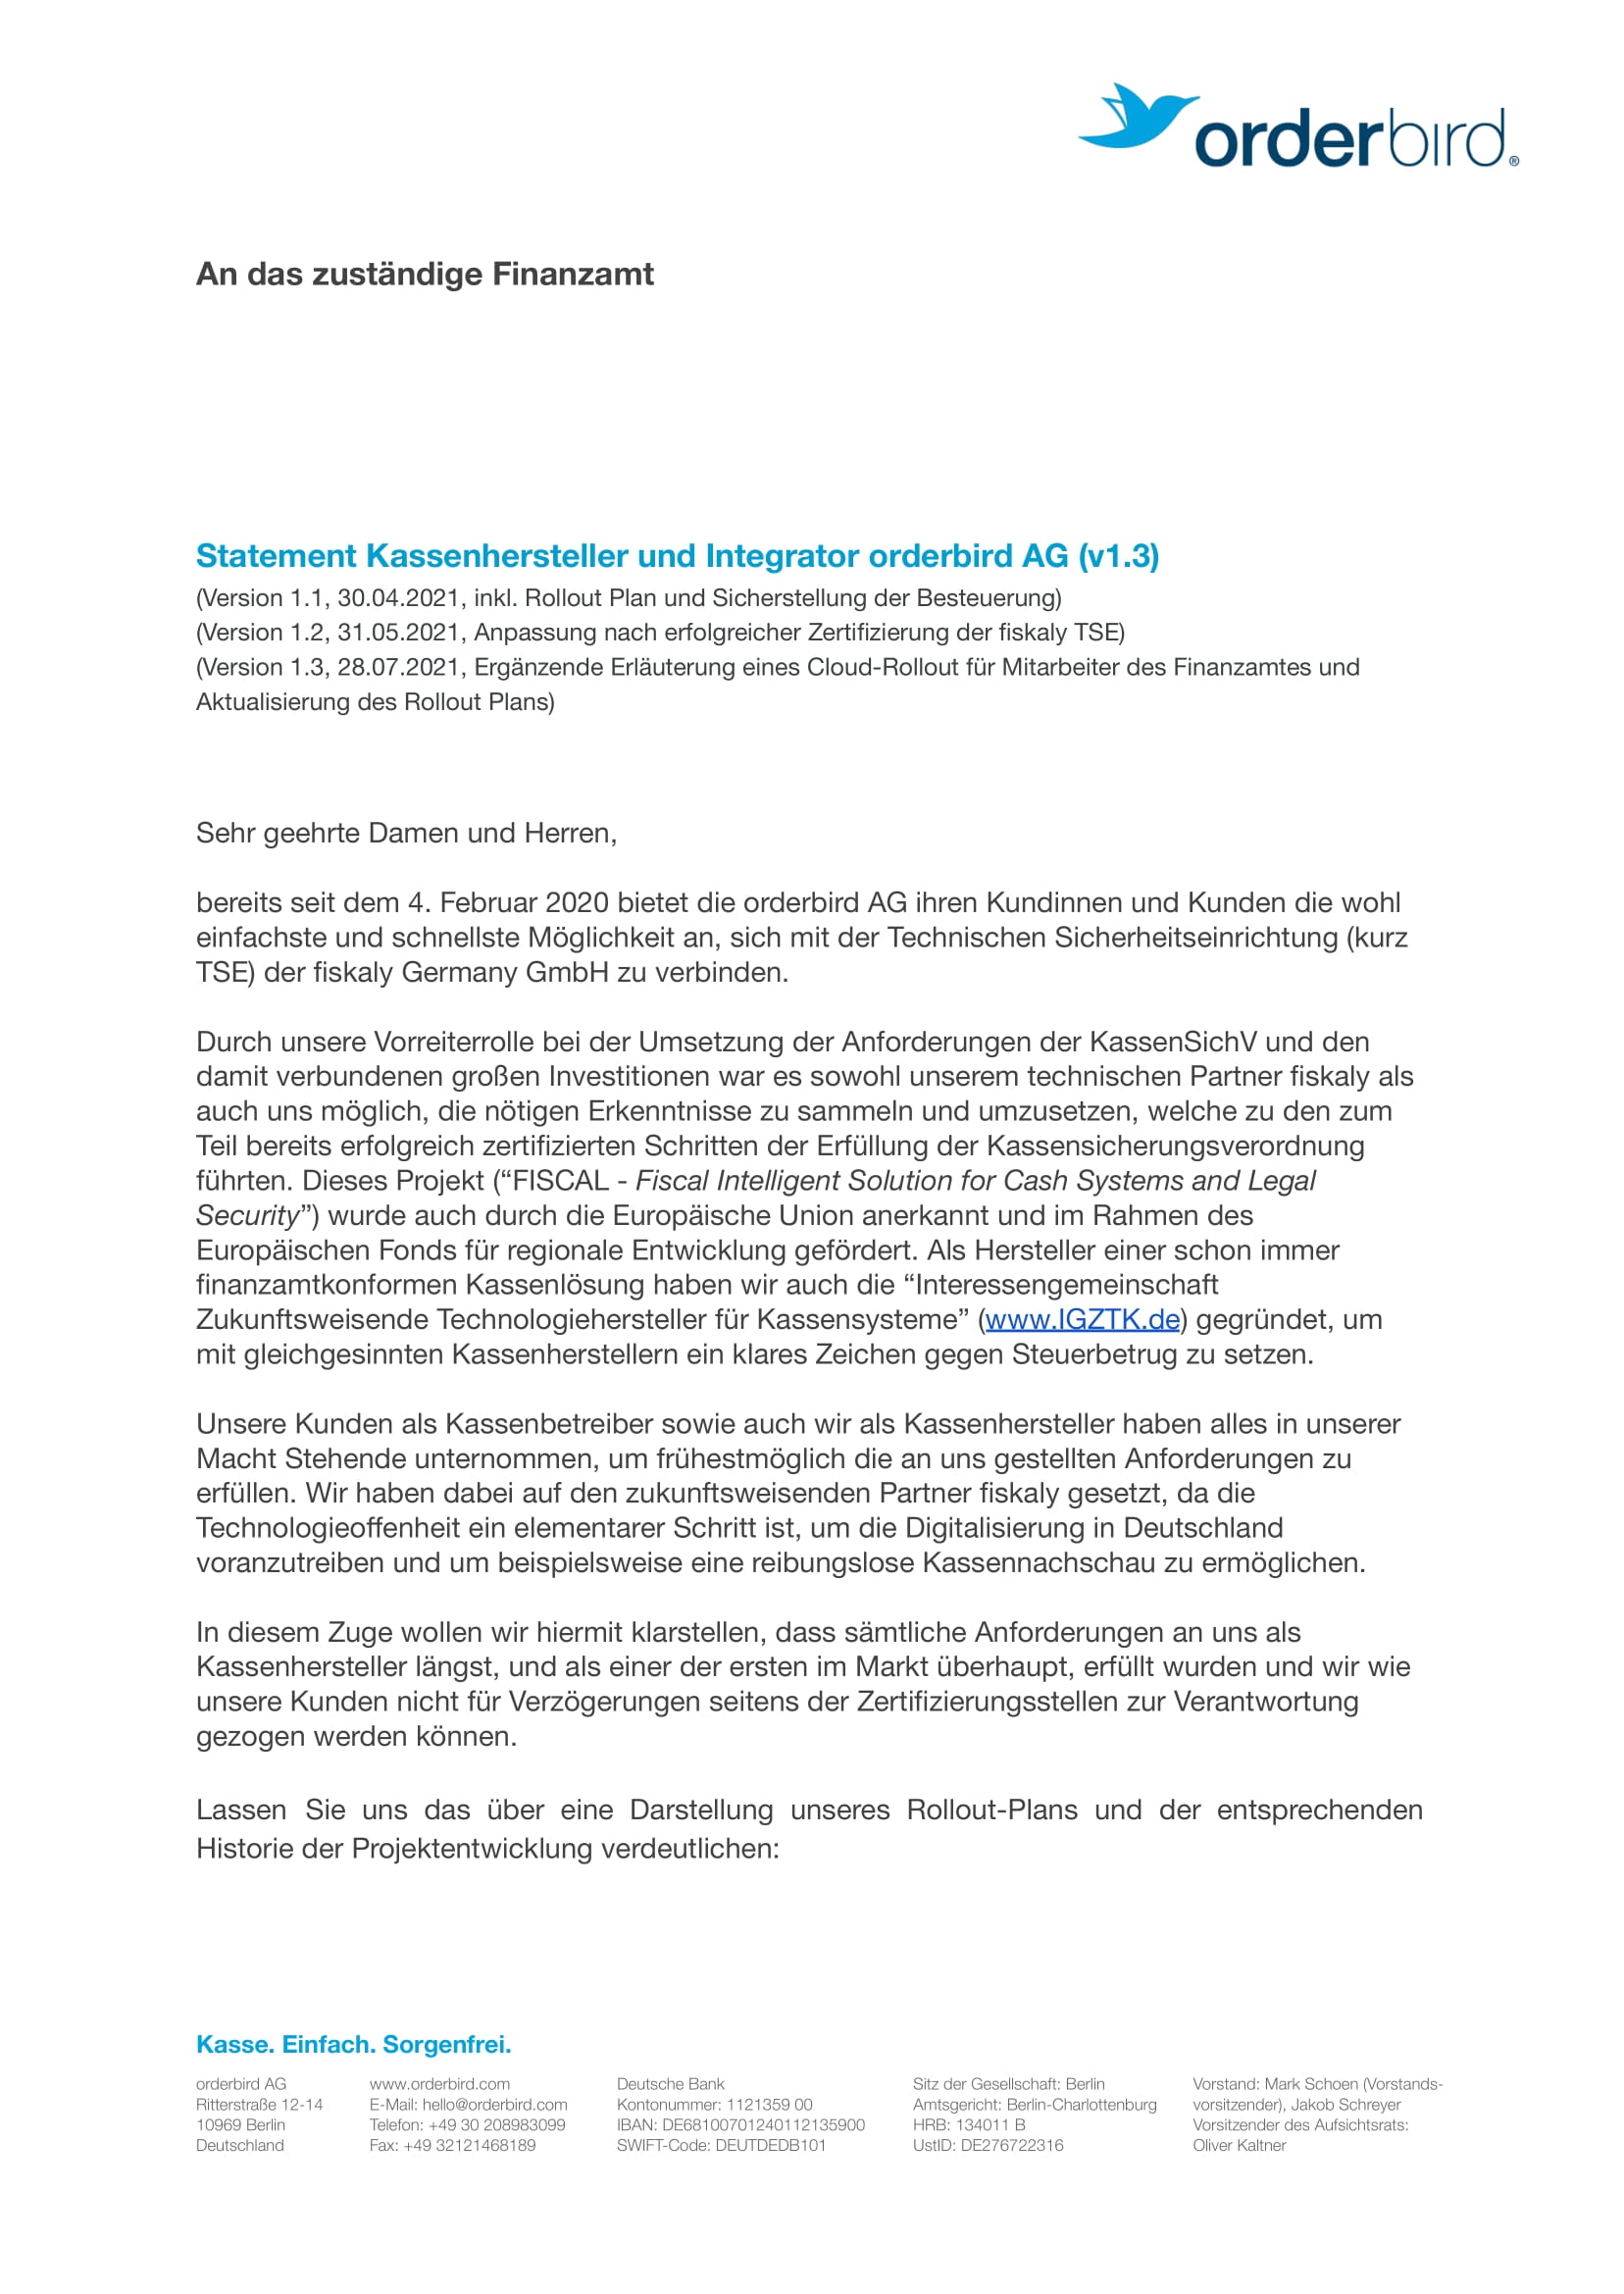 orderbird®
An das zuständige Finanzamt
Statement Kassenhersteller und Integrator orderbird AG (v1.3)
(Version 1.1, 30.04.2021, inkl. Rollout Plan und Sicherstellung der Besteuerung)
(Version 1.2, 31.05.2021, Anpassung nach erfolgreicher Zertifizierung der fiskaly TSE)
(Version 1.3, 28.07.2021, Ergänzende Erläuterung eines Cloud-Rollout für Mitarbeiter des Finanzamtes und
Aktualisierung des Rollout Plans)
Sehr geehrte Damen und Herren,
bereits seit dem 4. Februar 2020 bietet die orderbird AG ihren Kundinnen und Kunden die wohl
einfachste und schnellste Möglichkeit an, sich mit der Technischen Sicherheitseinrichtung (kurz
TSE) der fiskaly Germany GmbH zu verbinden.
Durch unsere Vorreiterrolle bei der Umsetzung der Anforderungen der KassenSichV und den
damit verbundenen großen Investitionen war es sowohl unserem technischen Partner fiskaly als
auch uns möglich, die nötigen Erkenntnisse zu sammeln und umzusetzen, welche zu den zum
Teil bereits erfolgreich zertifizierten Schritten der Erfüllung der Kassensicherungsverordnung
führten. Dieses Projekt (“FISCAL - Fiscal Intelligent Solution for Cash Systems and Legal
Security”) wurde auch durch die Europäische Union anerkannt und im Rahmen des
Europäischen Fonds für regionale Entwicklung gefördert. Als Hersteller einer schon immer
finanzamtkonformen Kassenlösung haben wir auch die “Interessengemeinschaft
Zukunftsweisende Technologiehersteller für Kassensysteme” (www.IGZTK.de) gegründet, um
mit gleichgesinnten Kassenherstellern ein klares Zeichen gegen Steuerbetrug zu setzen.
Unsere Kunden als Kassenbetreiber sowie auch wir als Kassenhersteller haben alles in unserer
Macht Stehende unternommen, um frühestmöglich die an uns gestellten Anforderungen zu
erfüllen. Wir haben dabei auf den zukunftsweisenden Partner fiskaly gesetzt, da die
Technologieoffenheit ein elementarer Schritt ist, um die Digitalisierung in Deutschland
voranzutreiben und um beispielsweise eine reibungslose Kassennachschau zu ermöglichen.
In diesem Zuge wollen wir hiermit klarstellen, dass sämtliche Anforderungen an uns als
Kassenhersteller längst, und als einer der ersten im Markt überhaupt, erfüllt wurden und wir wie
unsere Kunden nicht für Verzögerungen seitens der Zertifizierungsstellen zur Verantwortung
gezogen werden können.
Lassen Sie uns das über eine Darstellung unseres Rollout-Plans und der entsprechenden
Historie der Projektentwicklung verdeutlichen:
Kasse. Einfach. Sorgenfrei.
orderbird AG
Ritterstraße 12-14
10969 Berlin
Deutschland
www.orderbird.com
E-Mail: hello@orderbird.com
Telefon: +49 30 208983099
Fax: +49 32121468189
Deutsche Bank
Kontonummer: 1121359 00
IBAN: DE68100701240112135900
SWIFT-Code: DEUTDEDB101
Sitz der Gesellschaft: Berlin
Amtsgericht: Berlin-Charlottenburg
HRB: 134011 B
UstID: DE276722316
Vorstand: Mark Schoen (Vorstands-
vorsitzender), Jakob Schreyer
Vorsitzender des Aufsichtsrats:
Oliver Kaltner